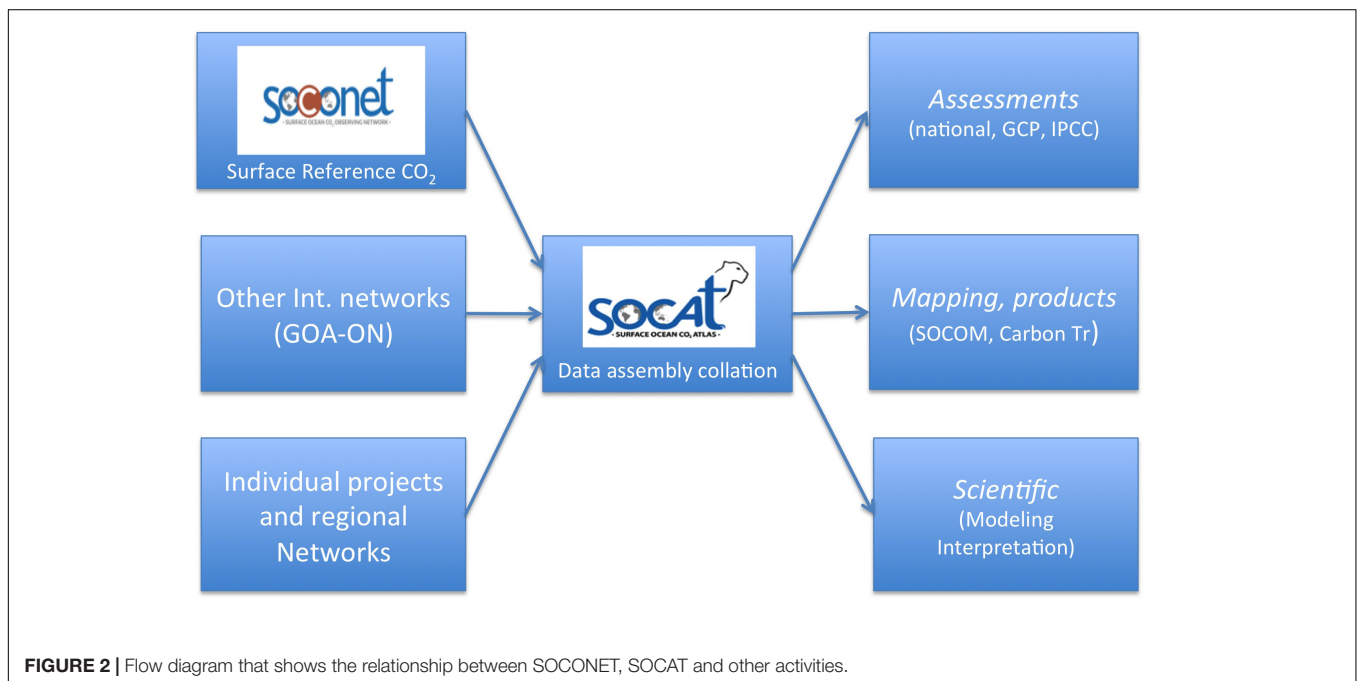 soconet
- SURFACE OCEAN CO₂ OBSERVING NETWORK -
Surface Reference CO₂
Other Int. networks
(GOA-ON)
Individual projects
and regional
Networks
SOCAt
- SURFACE OCEAN CO₂ ATLAS -
Data assembly collation
Assessments
(national, GCP, IPCC)
Mapping, products
(SOCOM, Carbon Tr)
Scientific
(Modeling
Interpretation)
FIGURE 2 | Flow diagram that shows the relationship between SOCONET, SOCAT and other activities.